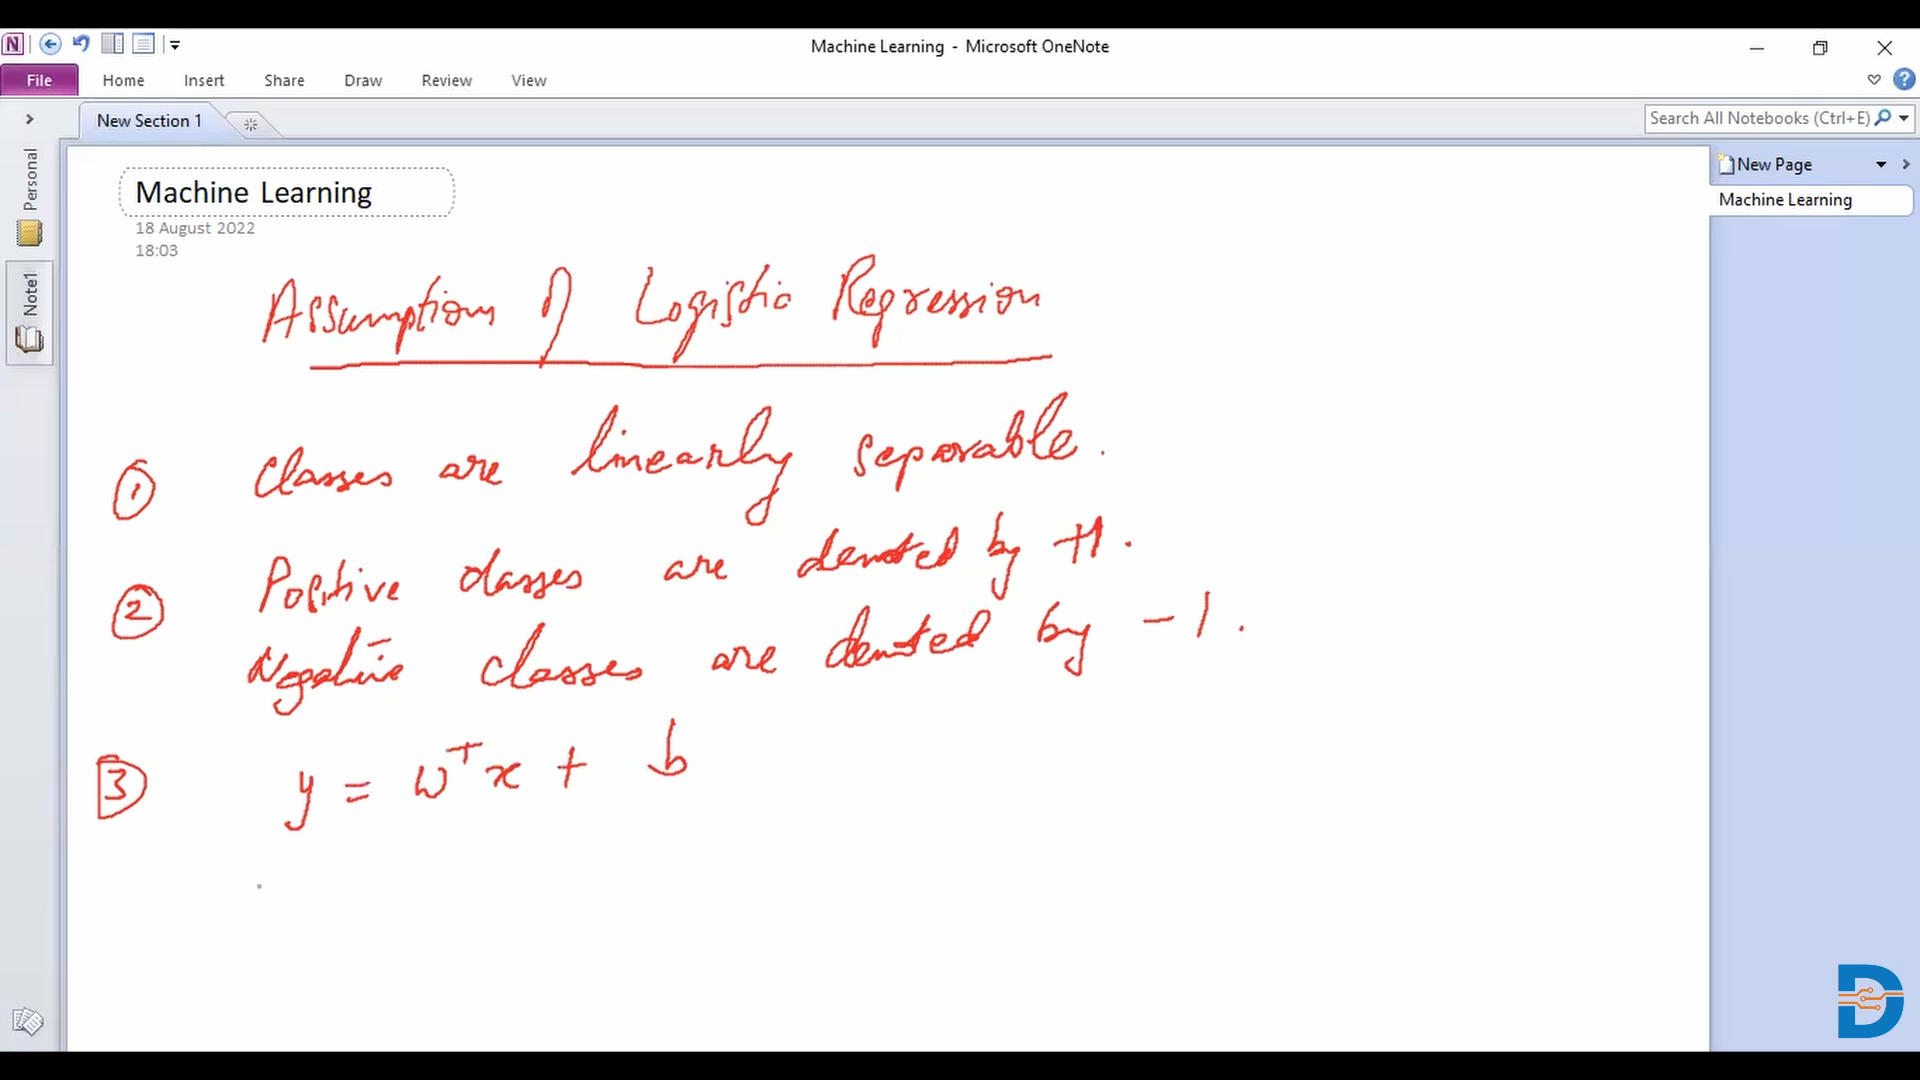 Machine Learning - Microsoft OneNote
File Home Insert Share Draw Review View
New Section 1
Search All Notebooks (Ctrl+E)
Personal
Note1
New Page
Machine Learning
Machine Learning
18 August 2022
18:03
Assumptions of Logistic Regression
1 Classes are linearly separable.
2 Positive classes are denoted by +1.
Negative classes are denoted by -1.
3 y = w^T x + b